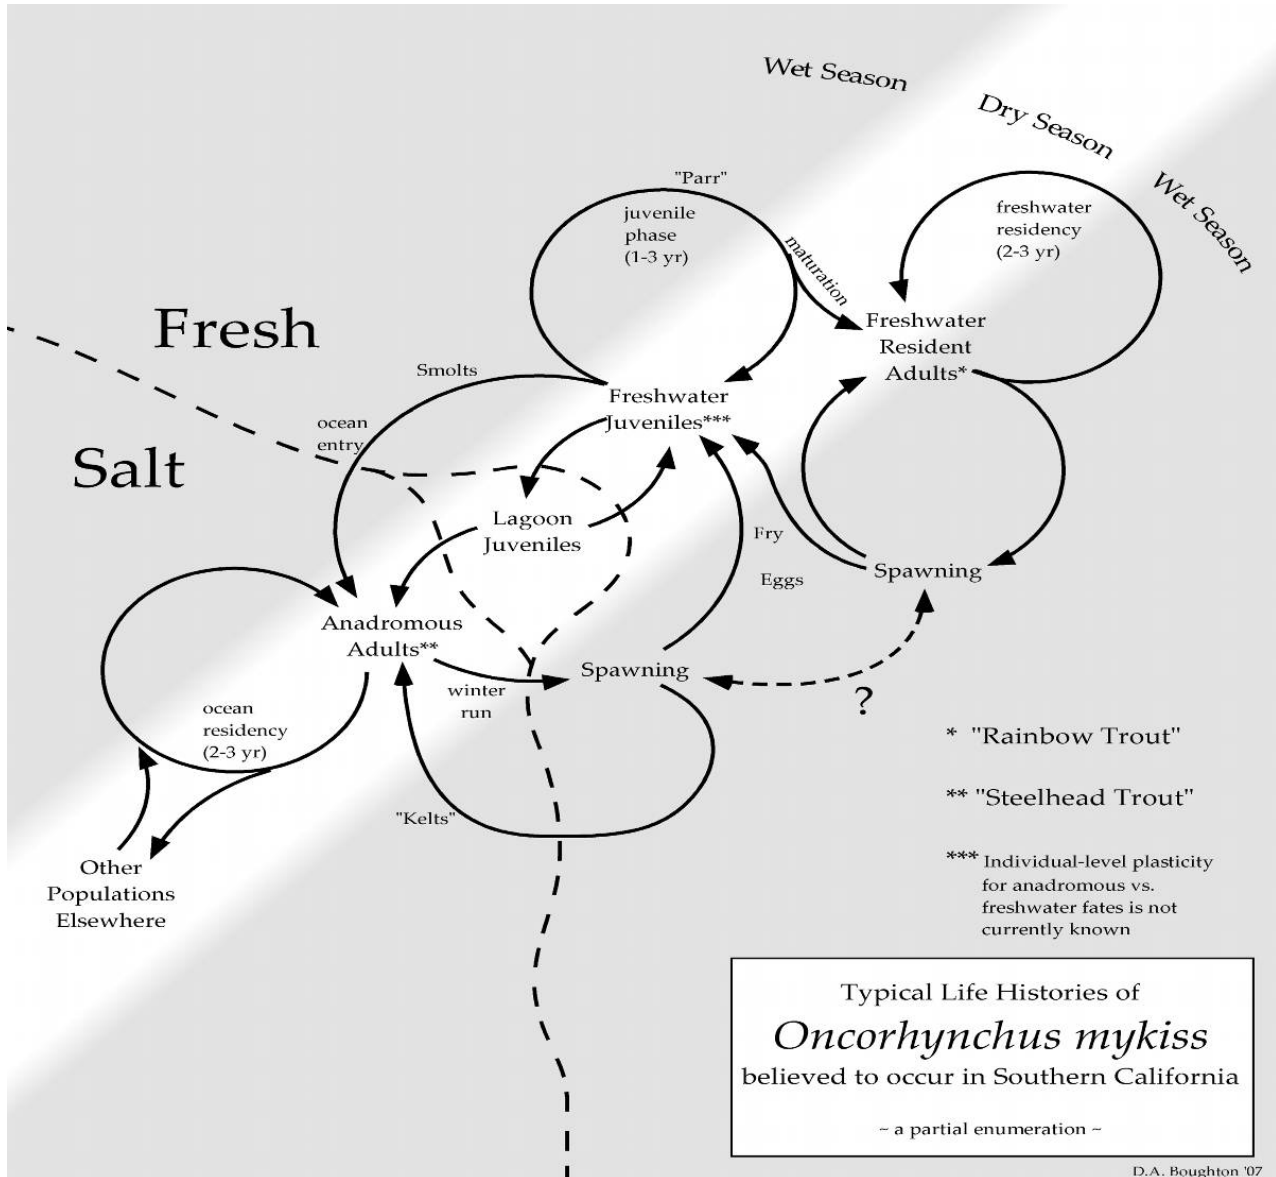 Wet Season
Dry Season
Wet Season
"Parr"
juvenile
phase
(1-3 yr)
maturation
freshwater
residency
(2-3 yr)
Fresh
Freshwater
Resident
Adults*
Smolts
Freshwater
Juveniles***
ocean
entry
Salt
Lagoon
Juveniles
Fry
Eggs
Spawning
Anadromous
Adults**
Spawning
winter
run
ocean
residency
(2-3 yr)
?
"Kelts"
Other
Populations
Elsewhere
* "Rainbow Trout"
** "Steelhead Trout"
*** Individual-level plasticity
for anadromous vs.
freshwater fates is not
currently known
Typical Life Histories of
Oncorhynchus mykiss
believed to occur in Southern California
~ a partial enumeration ~
D.A. Boughton '07